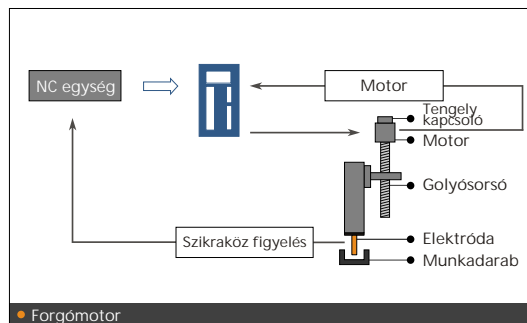 NC egység
Motor
Tengely
kapcsoló
Motor
Golyósorsó
Szikraköz figyelés
Elektróda
Munkadarab
Forgómotor